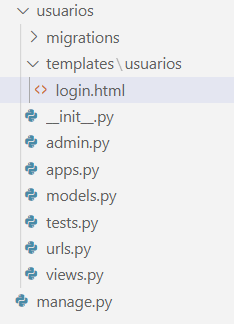 usuarios
migrations
templates\usuarios
login.html
__init__.py
admin.py
apps.py
models.py
tests.py
urls.py
views.py
manage.py